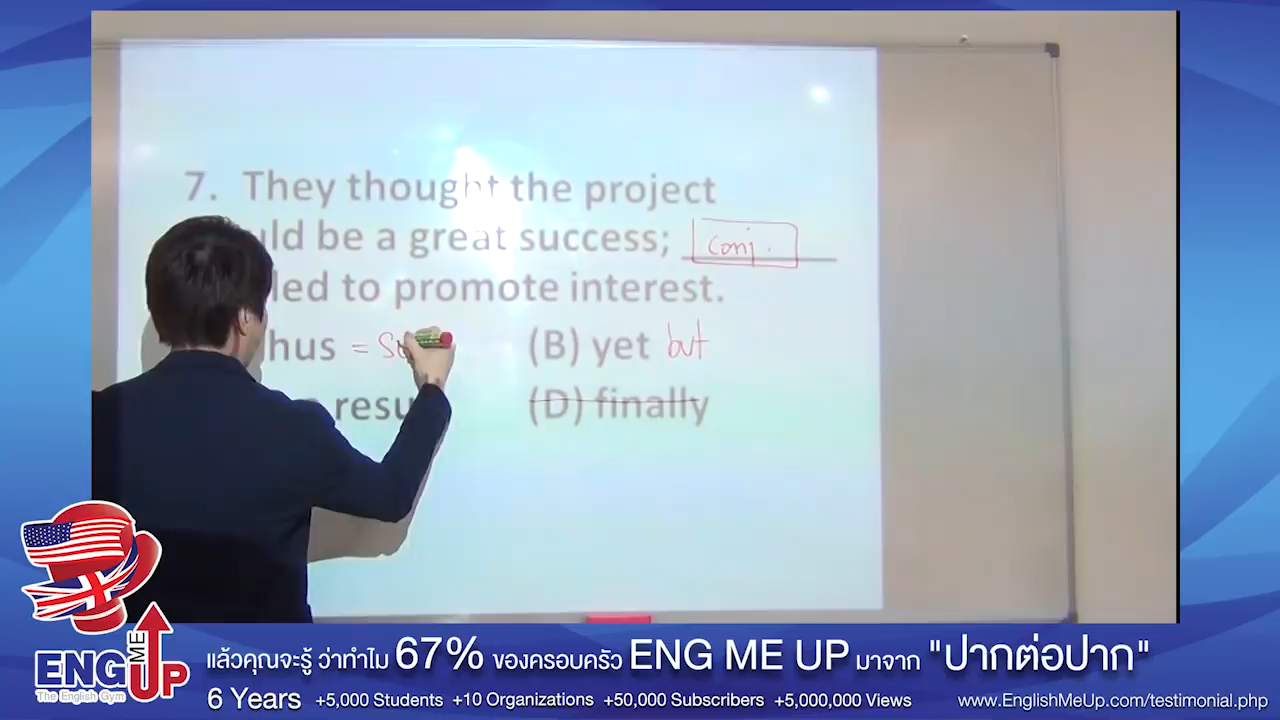 7. They thought the project
uld be a great success; conj.
led to promote interest.
hus = so (B) yet but
resu (D) finally
ENG ME UP
The English Gym
แล้วคุณจะรู้ ว่าทำไม 67% ของครอบครัว ENG ME UP มาจาก "ปากต่อปาก"
6 Years +5,000 Students +10 Organizations +50,000 Subscribers +5,000,000 Views www.EnglishMeUp.com/testimonial.php